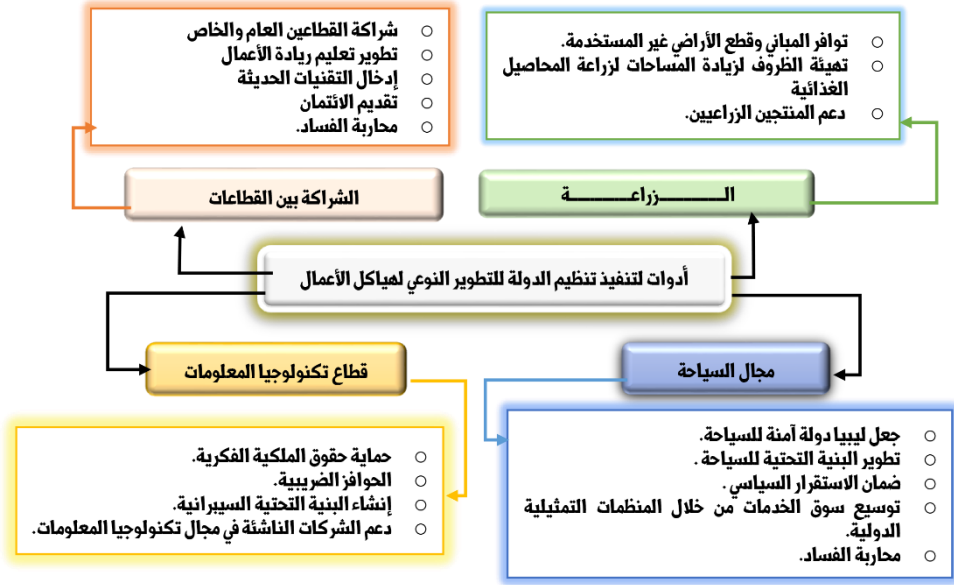 توافر المباني وقطع الأراضي غير المستخدمة.
تهيئة الظروف لزيادة المساحات لزراعة المحاصيل
الغذائية
دعم المنتجين الزراعيين.
شراكة القطاعين العام والخاص
تطوير تعليم ريادة الأعمال
إدخال التقنيات الحديثة
تقديم الائتمان
محاربة الفساد.
الـــــــــــزراعــــــــــــة
الشراكة بين القطاعات
أدوات لتنفيذ تنظيم الدولة للتطوير النوعي لهياكل الأعمال
مجال السياحة
قطاع تكنولوجيا المعلومات
جعل ليبيا دولة آمنة للسياحة.
تطوير البنية التحتية للسياحة .
ضمان الاستقرار السياسي .
توسيع سوق الخدمات من خلال المنظمات التمثيلية
الدولية.
محاربة الفساد.
حماية حقوق الملكية الفكرية.
الحوافز الضريبية.
إنشاء البنية التحتية السيبرانية.
دعم الشركات الناشئة في مجال تكنولوجيا المعلومات.